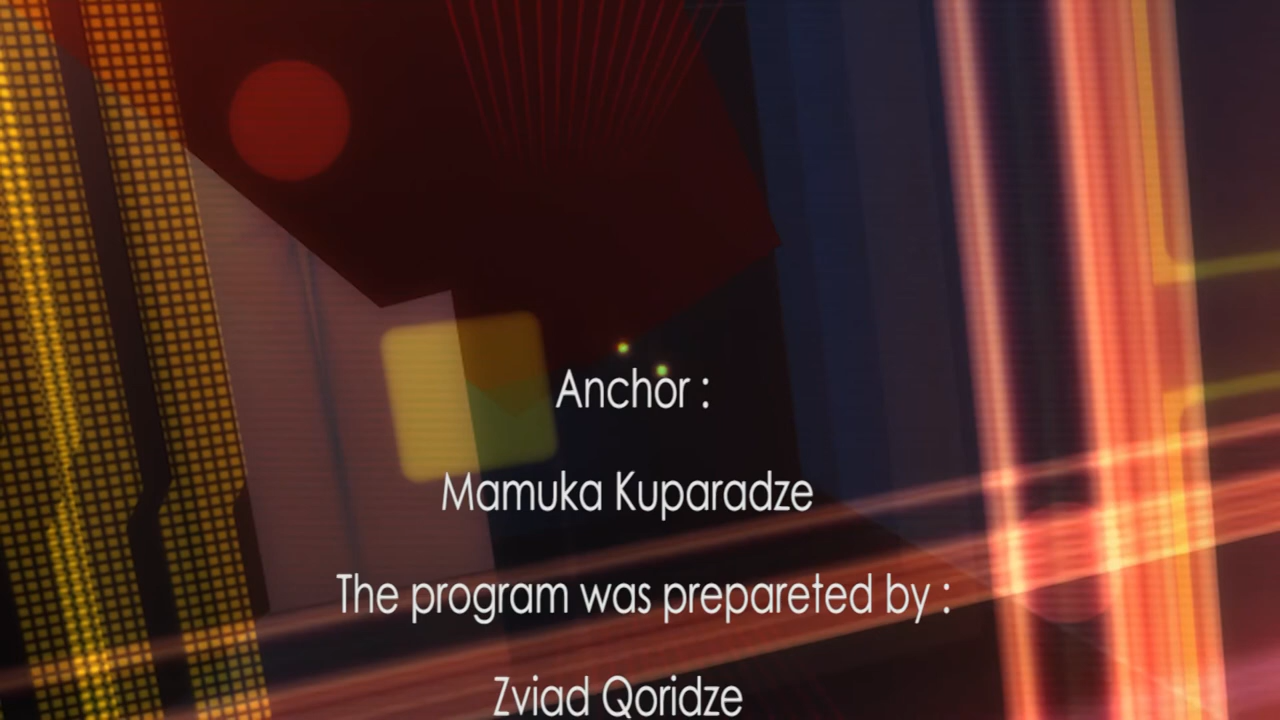 Anchor :
Mamuka Kuparadze
The program was prepareted by :
Zviad Qoridze